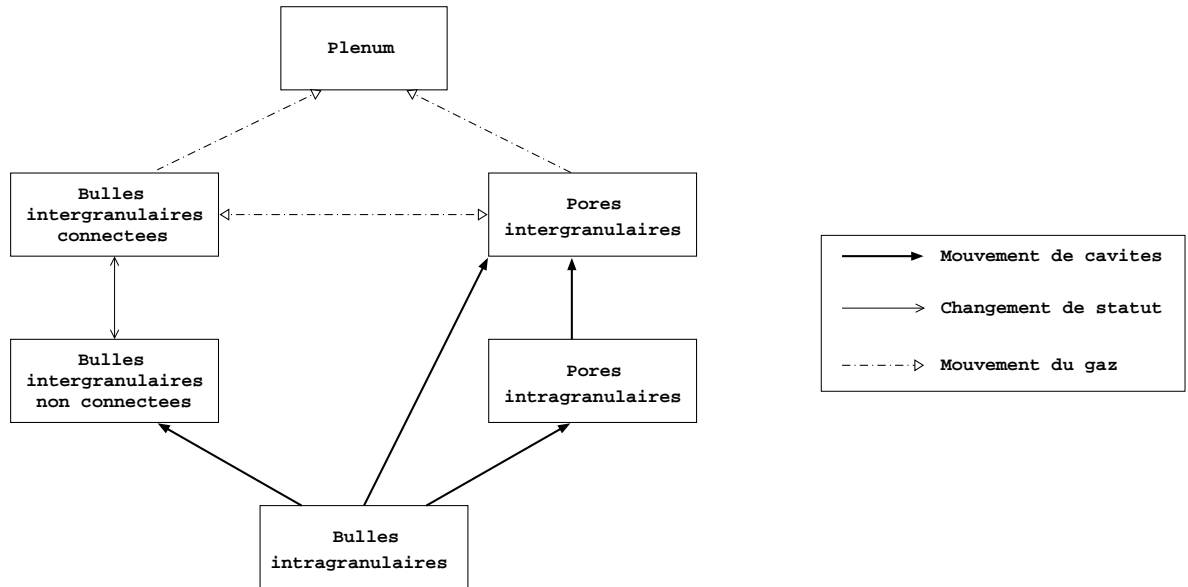 Plenum
Bulles
intergranulaires
connectees
Pores
intergranulaires
Mouvement de cavites
Changement de statut
Mouvement du gaz
Bulles
intergranulaires
non connectees
Pores
intragranulaires
Bulles
intragranulaires